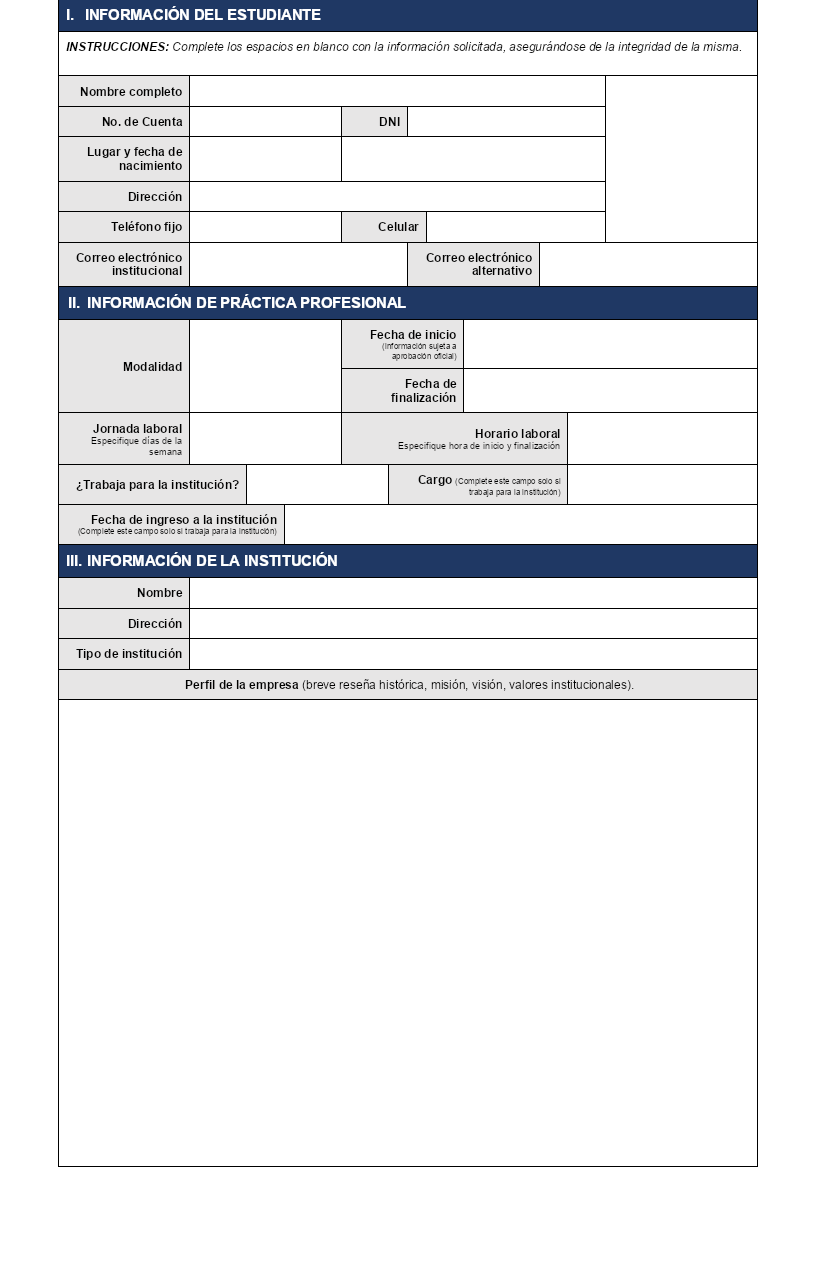 I. INFORMACIÓN DEL ESTUDIANTE
INSTRUCCIONES: Complete los espacios en blanco con la información solicitada, asegurándose de la integridad de la misma.
Nombre completo
No. de Cuenta
DNI
Lugar y fecha de
nacimiento
Dirección
Teléfono fijo
Celular
Correo electrónico
institucional
Correo electrónico
alternativo
II. INFORMACIÓN DE PRÁCTICA PROFESIONAL
Modalidad
Fecha de inicio
(Información sujeta a
aprobación oficial)
Fecha de
finalización
Jornada laboral
Especifique días de la
semana
Horario laboral
Especifique hora de inicio y finalización
¿Trabaja para la institución?
Cargo (Complete este campo solo si
trabaja para la institución)
Fecha de ingreso a la institución
(Complete este campo solo si trabaja para la institución)
III. INFORMACIÓN DE LA INSTITUCIÓN
Nombre
Dirección
Tipo de institución
Perfil de la empresa (breve reseña histórica, misión, visión, valores institucionales).